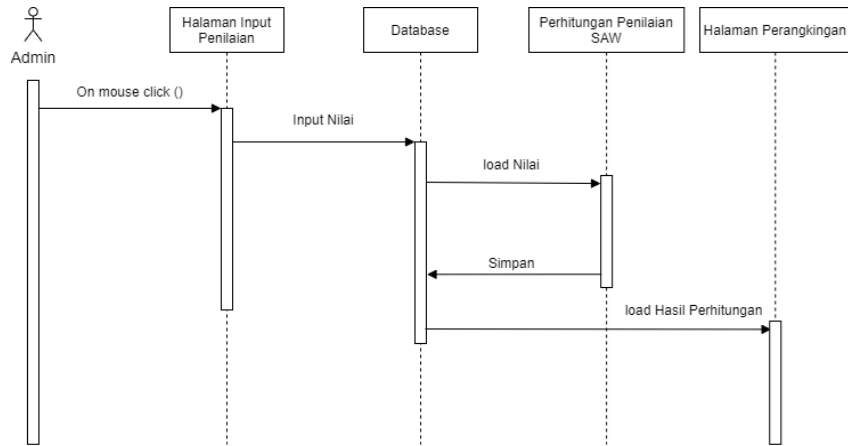 Admin
Halaman Input
Penilaian
Database
Perhitungan Penilaian
SAW
Halaman Perangkingan
On mouse click ()
Input Nilai
load Nilai
Simpan
load Hasil Perhitungan